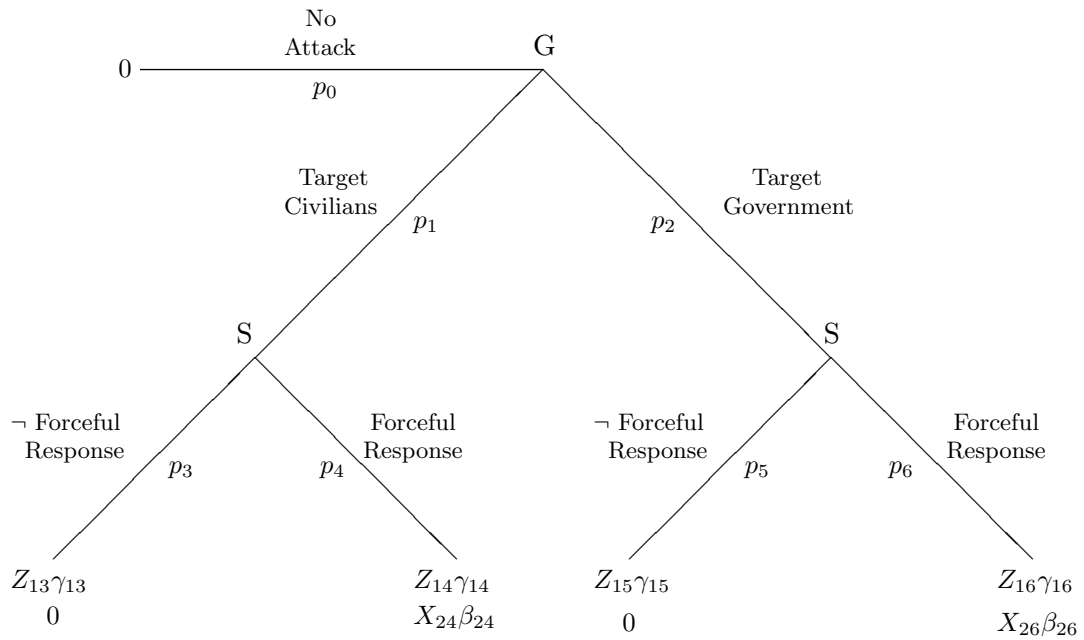 No
Attack
G
0
p₀
Target
Civilians
Target
Government
p₁
p₂
S
S
¬ Forceful
Response
Forceful
Response
¬ Forceful
Response
Forceful
Response
p₃
p₄
p₅
p₆
Z₁₃γ₁₃
Z₁₄γ₁₄
Z₁₅γ₁₅
Z₁₆γ₁₆
0
X₂₄β₂₄
0
X₂₆β₂₆